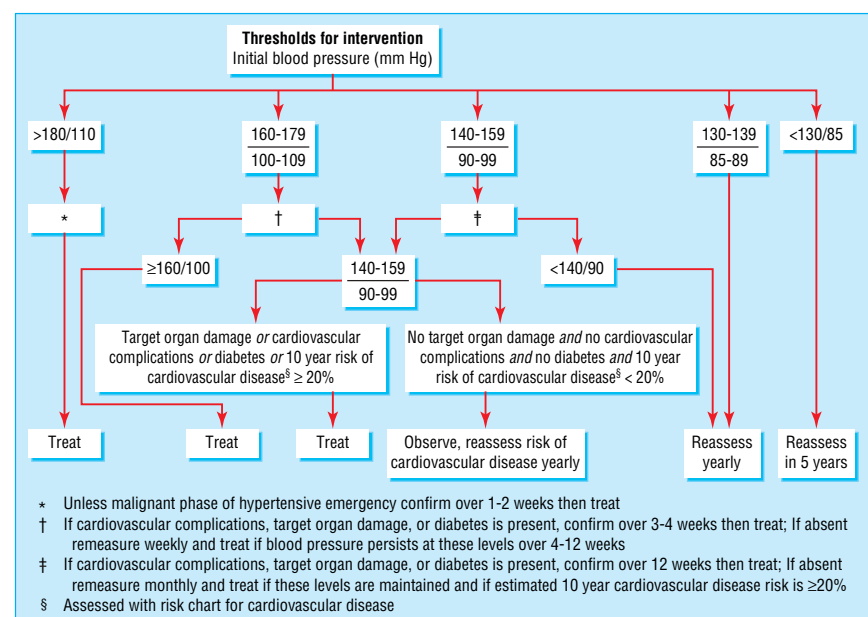 Thresholds for intervention
Initial blood pressure (mm Hg)
>180/110
160-179
100-109
140-159
90-99
130-139
85-89
<130/85
*
†
‡
≥160/100
140-159
90-99
<140/90
Target organ damage or cardiovascular
complications or diabetes or 10 year risk of
cardiovascular disease§ ≥ 20%
No target organ damage and no cardiovascular
complications and no diabetes and 10 year
risk of cardiovascular disease§ < 20%
Treat
Treat
Treat
Observe, reassess risk of
cardiovascular disease yearly
Reassess
yearly
Reassess
in 5 years
* Unless malignant phase of hypertensive emergency confirm over 1-2 weeks then treat
† If cardiovascular complications, target organ damage, or diabetes is present, confirm over 3-4 weeks then treat; If absent
remeasure weekly and treat if blood pressure persists at these levels over 4-12 weeks
‡ If cardiovascular complications, target organ damage, or diabetes is present, confirm over 12 weeks then treat; If absent
remeasure monthly and treat if these levels are maintained and if estimated 10 year cardiovascular disease risk is ≥20%
§ Assessed with risk chart for cardiovascular disease